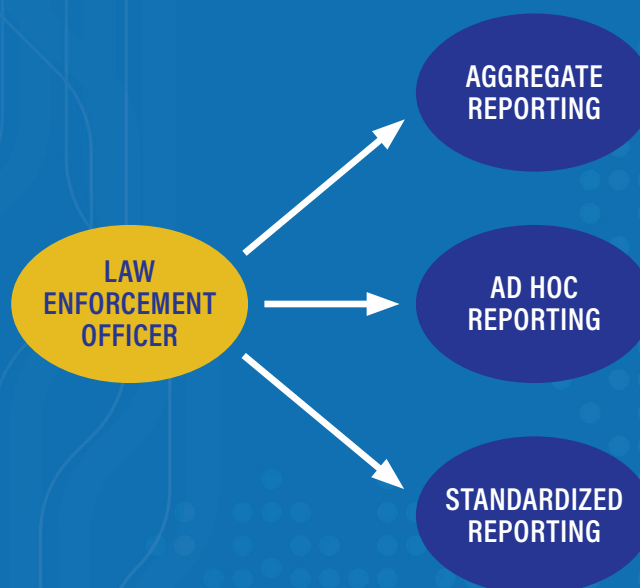 AGGREGATE
REPORTING
LAW
ENFORCEMENT
OFFICER
AD HOC
REPORTING
STANDARDIZED
REPORTING